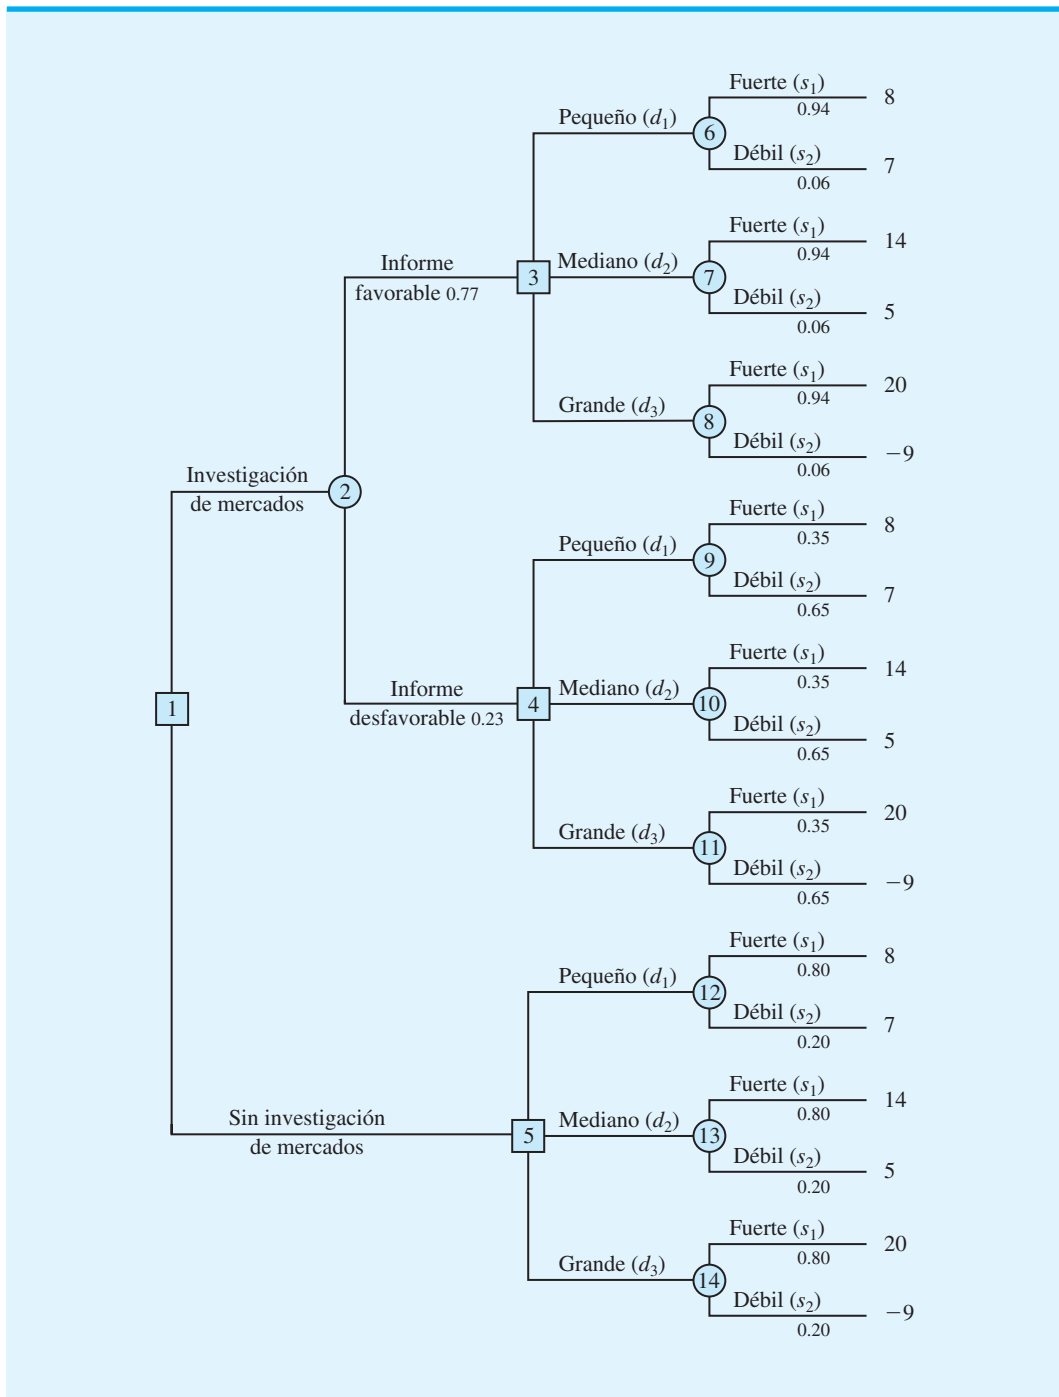 Fuerte (s₁)
0.94
8
Pequeño (d₁)
6
Débil (s₂)
0.06
7
Fuerte (s₁)
0.94
14
Informe
favorable 0.77
3
Mediano (d₂)
7
Débil (s₂)
0.06
5
Fuerte (s₁)
0.94
20
Grande (d₃)
8
Débil (s₂)
0.06
−9
Investigación
de mercados
2
Fuerte (s₁)
0.35
8
Pequeño (d₁)
9
Débil (s₂)
0.65
7
Fuerte (s₁)
0.35
14
1
Informe
desfavorable 0.23
4
Mediano (d₂)
10
Débil (s₂)
0.65
5
Fuerte (s₁)
0.35
20
Grande (d₃)
11
Débil (s₂)
0.65
−9
Fuerte (s₁)
0.80
8
Pequeño (d₁)
12
Débil (s₂)
0.20
7
Fuerte (s₁)
0.80
14
Sin investigación
de mercados
5
Mediano (d₂)
13
Débil (s₂)
0.20
5
Fuerte (s₁)
0.80
20
Grande (d₃)
14
Débil (s₂)
0.20
−9